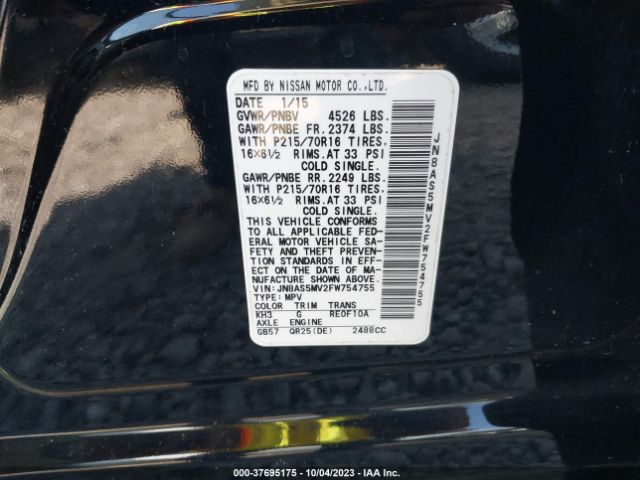 MFD BY NISSAN MOTOR CO.,LTD.
DATE 1/15
GVWR/PNBV 4526 LBS.
GAWR/PNBE FR. 2374 LBS.
WITH P215/70R16 TIRES.
16×6½ RIMS. AT 33 PSI
COLD SINGLE.
GAWR/PNBE RR. 2249 LBS.
WITH P215/70R16 TIRES.
16×6½ RIMS. AT 33 PSI
COLD SINGLE.
THIS VEHICLE CONFORMS
TO ALL APPLICABLE FED-
ERAL MOTOR VEHICLE SA-
FETY AND THEFT PREVEN-
TION STANDARDS IN EFF-
ECT ON THE DATE OF MA-
NUFACTURE SHOWN ABOVE.
VIN: JN8AS5MV2FW754755
TYPE: MPV
COLOR TRIM TRANS
KH3 G RE0F10A
AXLE ENGINE
GB57 QR25(DE) 2488CC
JN8AS5MV2FW754755
000-37695175 - 10/04/2023 - IAA Inc.